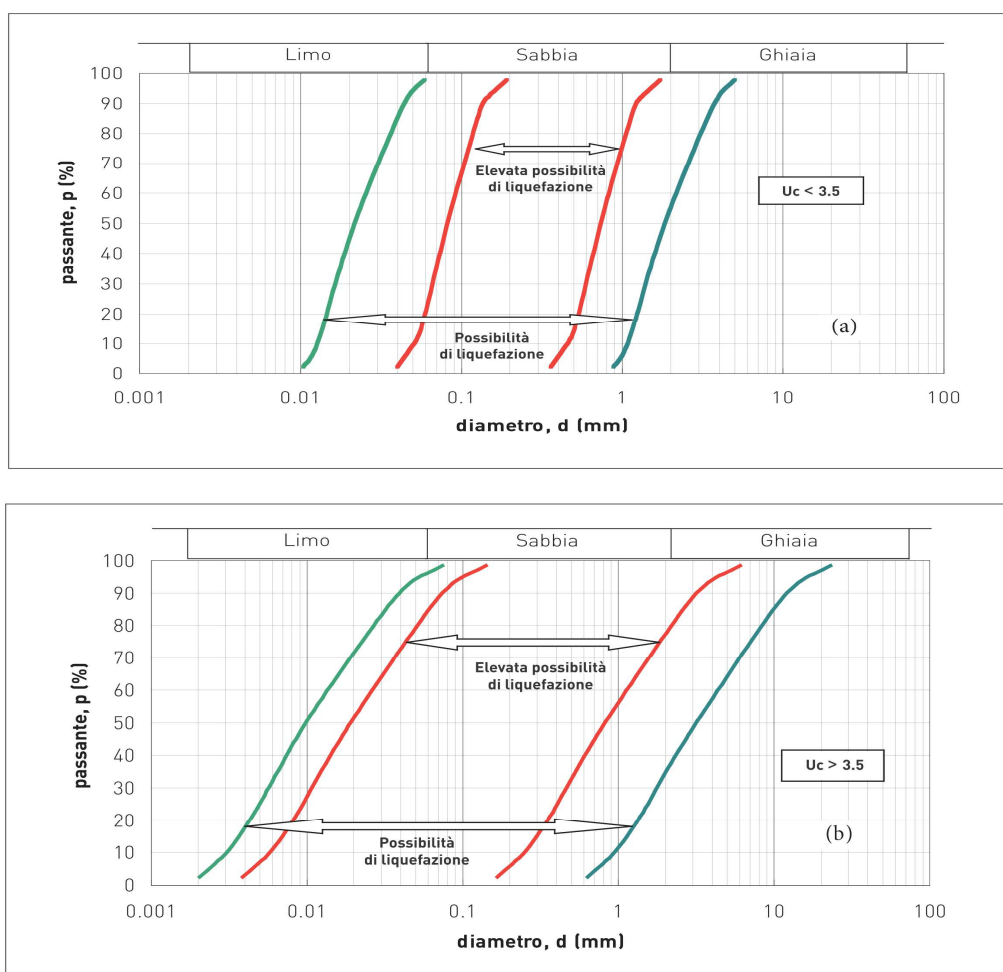 Limo Sabbia Ghiaia
100
90
80
70
60
50
40
30
20
10
0
passante, p (%)
Elevata possibilità
di liquefazione
Uc < 3.5
Possibilità
di liquefazione
(a)
0.001 0.01 0.1 1 10 100
diametro, d (mm)
Limo Sabbia Ghiaia
100
90
80
70
60
50
40
30
20
10
0
passante, p (%)
Elevata possibilità
di liquefazione
Uc > 3.5
Possibilità
di liquefazione
(b)
0.001 0.01 0.1 1 10 100
diametro, d (mm)